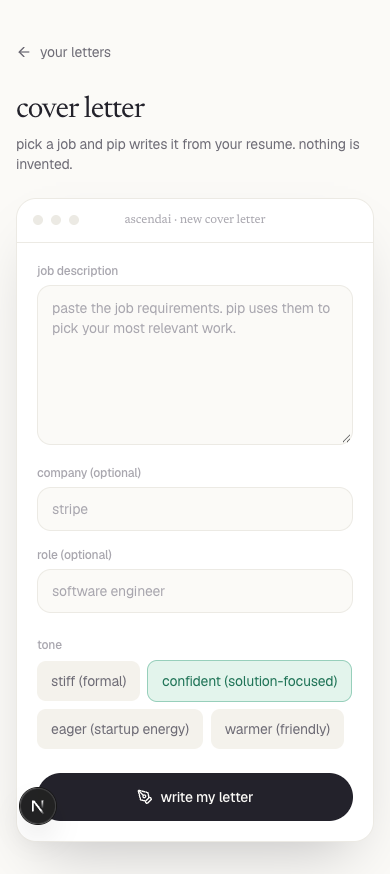 your letters
cover letter
pick a job and pip writes it from your resume. nothing is
invented.
ascendai · new cover letter
job description
paste the job requirements. pip uses them to
pick your most relevant work.
company (optional)
stripe
role (optional)
software engineer
tone
stiff (formal)
confident (solution-focused)
eager (startup energy)
warmer (friendly)
write my letter
N